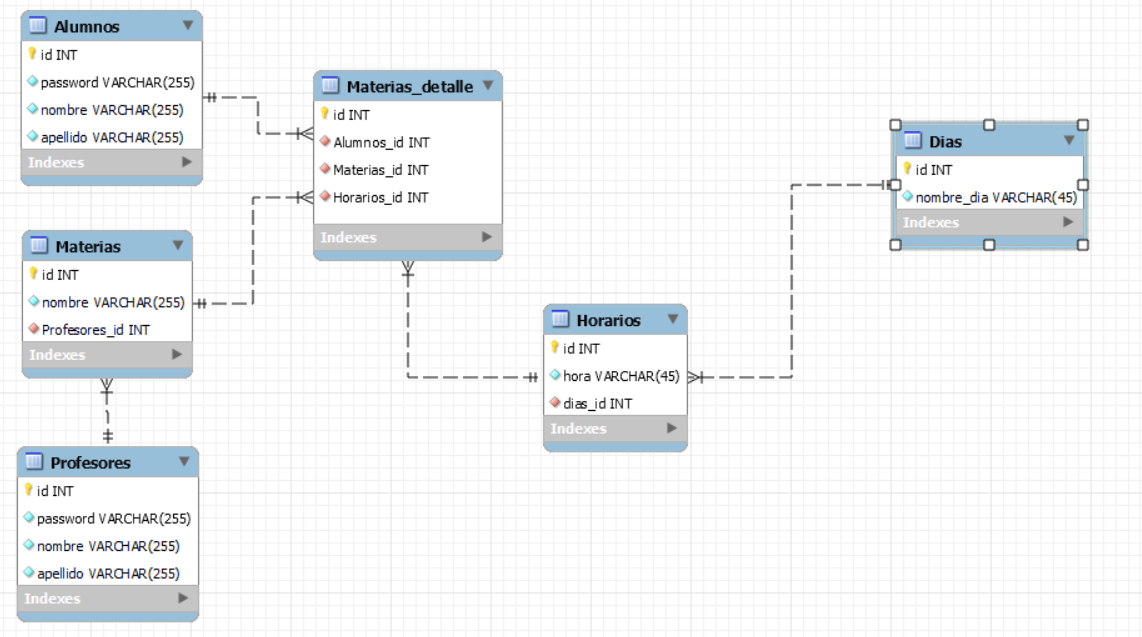 Alumnos
id INT
password VARCHAR(255)
nombre VARCHAR(255)
apellido VARCHAR(255)
Indexes
Materias_detalle
id INT
Alumnos_id INT
Materias_id INT
Horarios_id INT
Indexes
Dias
id INT
nombre_dia VARCHAR(45)
Indexes
Materias
id INT
nombre VARCHAR(255)
Profesores_id INT
Indexes
Horarios
id INT
hora VARCHAR(45)
dias_id INT
Indexes
Profesores
id INT
password VARCHAR(255)
nombre VARCHAR(255)
apellido VARCHAR(255)
Indexes